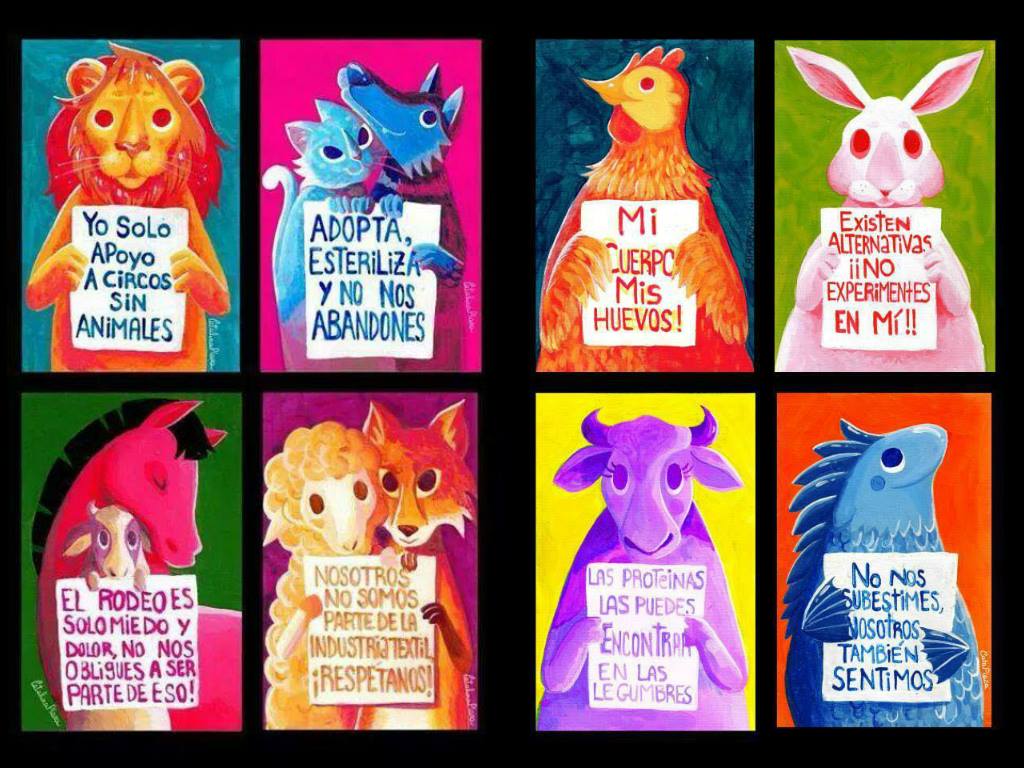 YO SOLO
APOYO
A CIRCOS
SIN
ANIMALES
ADOPTA,
ESTERILIZA
Y NO NOS
ABANDONES
MI
CUERPO
MIS
HUEVOS!
EXISTEN
ALTERNATIVAS
¡¡NO
EXPERIMENTES
EN MÍ!!
EL RODEO ES
SOLO MIEDO Y
DOLOR, NO NOS
OBLIGUES A SER
PARTE DE ESO!
NOSOTROS
NO SOMOS
PARTE DE LA
INDUSTRIA TEXTIL
¡RESPÉTANOS!
LAS PROTEINAS
LAS PUEDES
ENCONTRAR
EN LAS
LEGUMBRES
NO NOS
SUBESTIMES,
NOSOTROS
TAMBIÉN
SENTIMOS